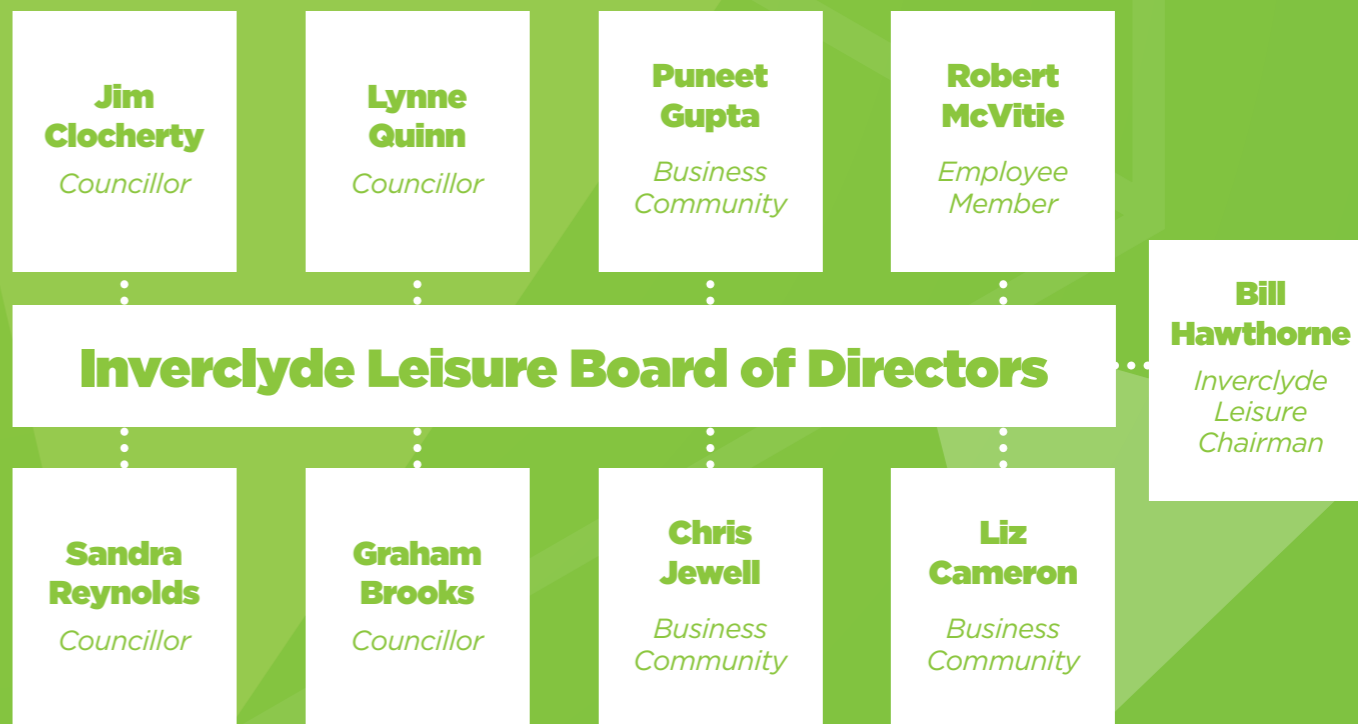 Jim
Clocherty
Councillor
Lynne
Quinn
Councillor
Puneet
Gupta
Business
Community
Robert
McVitie
Employee
Member
Bill
Hawthorne
Inverclyde
Leisure
Chairman
Inverclyde Leisure Board of Directors
Sandra
Reynolds
Councillor
Graham
Brooks
Councillor
Chris
Jewell
Business
Community
Liz
Cameron
Business
Community